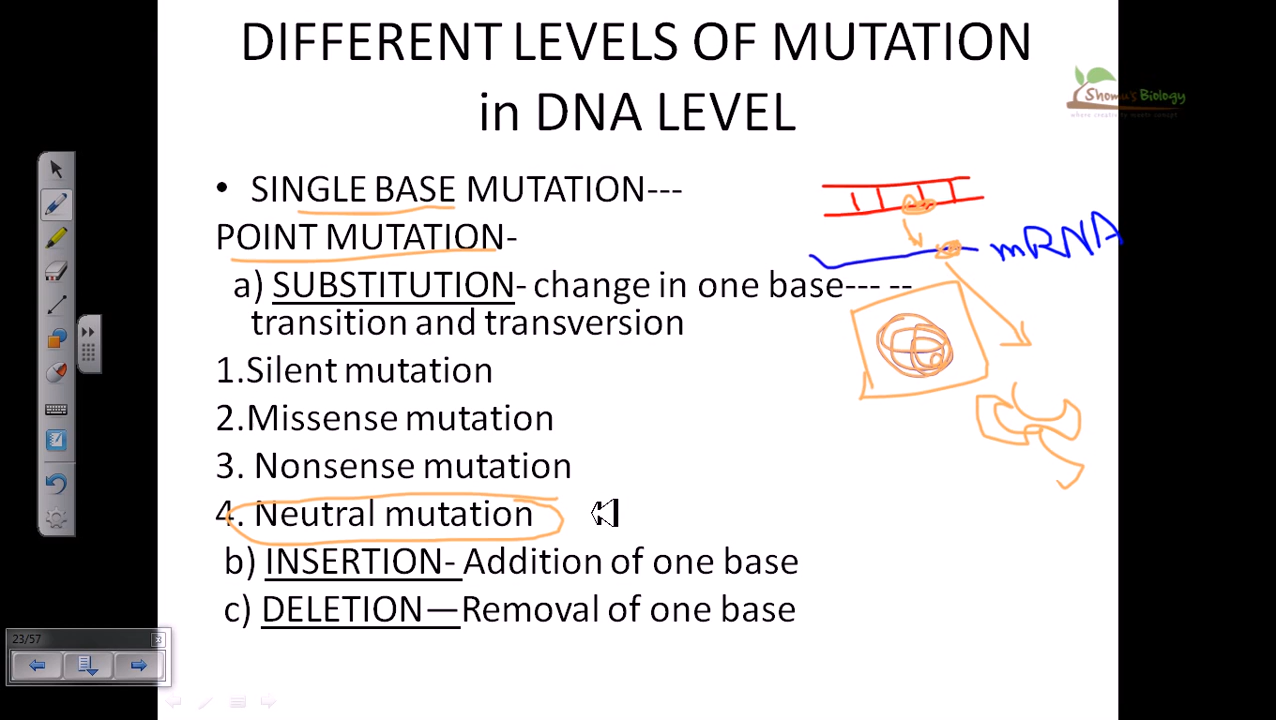 DIFFERENT LEVELS OF MUTATION
in DNA LEVEL
Shomu's Biology
• SINGLE BASE MUTATION---
POINT MUTATION-
mRNA
a) SUBSTITUTION- change in one base--- --
transition and transversion
1.Silent mutation
2.Missense mutation
3. Nonsense mutation
4. Neutral mutation
b) INSERTION- Addition of one base
c) DELETION—Removal of one base
23/57